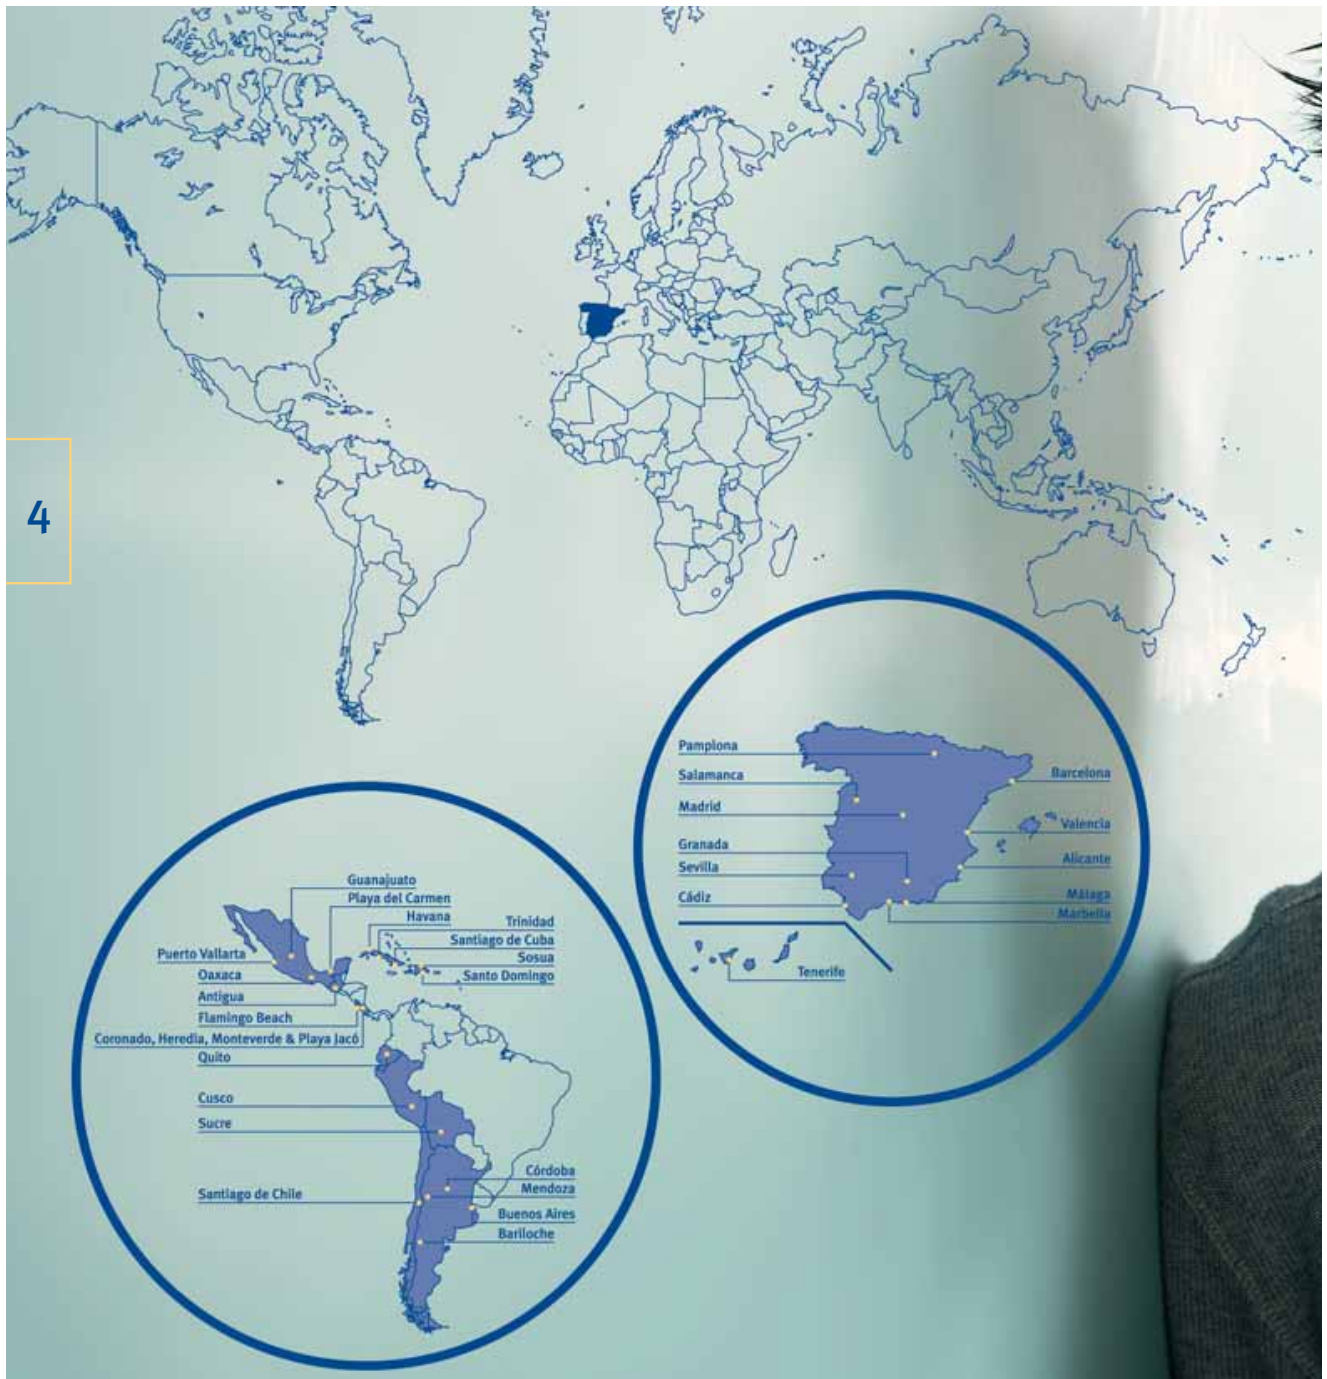 4
Pamplona
Salamanca
Madrid
Granada
Sevilla
Cádiz
Barcelona
Valencia
Alicante
Málaga
Marbella
Tenerife
Guanajuato
Playa del Carmen
Havana
Trinidad
Santiago de Cuba
Sosua
Santo Domingo
Puerto Vallarta
Oaxaca
Antigua
Flamingo Beach
Coronado, Heredia, Monteverde & Playa Jacó
Quito
Cusco
Sucre
Santiago de Chile
Córdoba
Mendoza
Buenos Aires
Bariloche